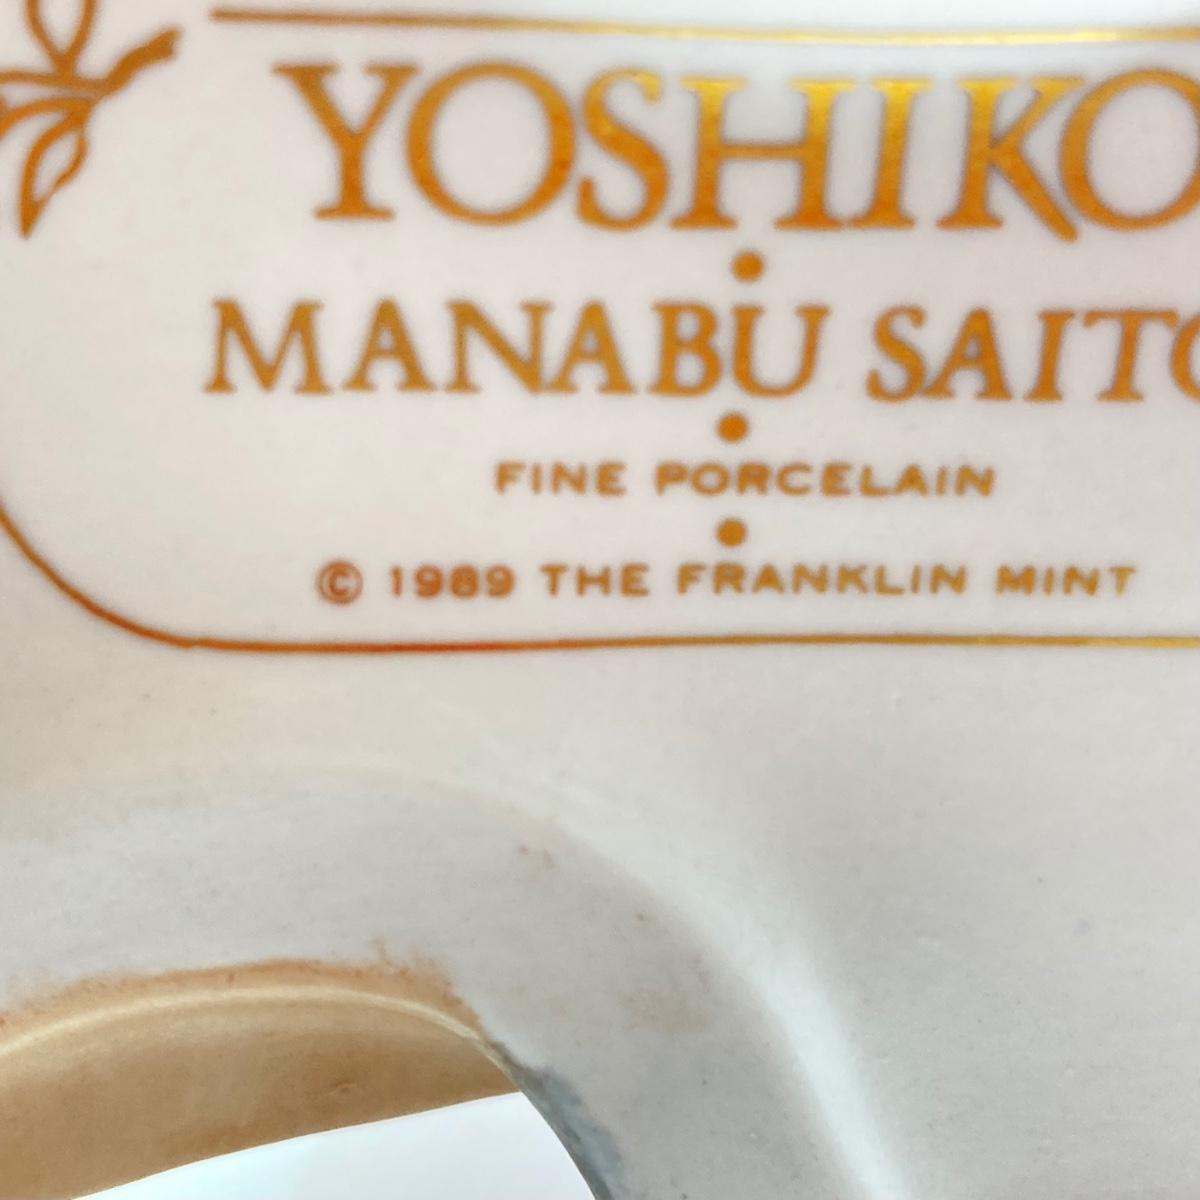 YOSHIKO
MANABU SAITO
FINE PORCELAIN
© 1989 THE FRANKLIN MINT